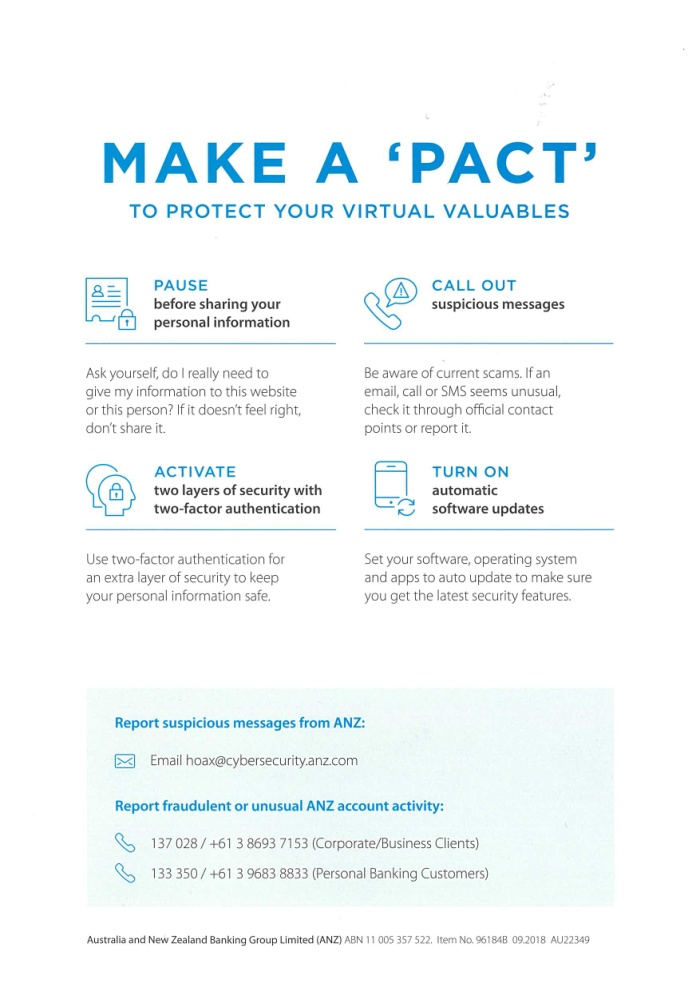 MAKE A ‘PACT’
TO PROTECT YOUR VIRTUAL VALUABLES
PAUSE
before sharing your
personal information
Ask yourself, do I really need to
give my information to this website
or this person? If it doesn’t feel right,
don’t share it.
CALL OUT
suspicious messages
Be aware of current scams. If an
email, call or SMS seems unusual,
check it through official contact
points or report it.
ACTIVATE
two layers of security with
two-factor authentication
Use two-factor authentication for
an extra layer of security to keep
your personal information safe.
TURN ON
automatic
software updates
Set your software, operating system
and apps to auto update to make sure
you get the latest security features.
Report suspicious messages from ANZ:
Email hoax@cybersecurity.anz.com
Report fraudulent or unusual ANZ account activity:
137 028 / +61 3 8693 7153 (Corporate/Business Clients)
133 350 / +61 3 9683 8833 (Personal Banking Customers)
Australia and New Zealand Banking Group Limited (ANZ) ABN 11 005 357 522. Item No. 96184B 09.2018 AU22349